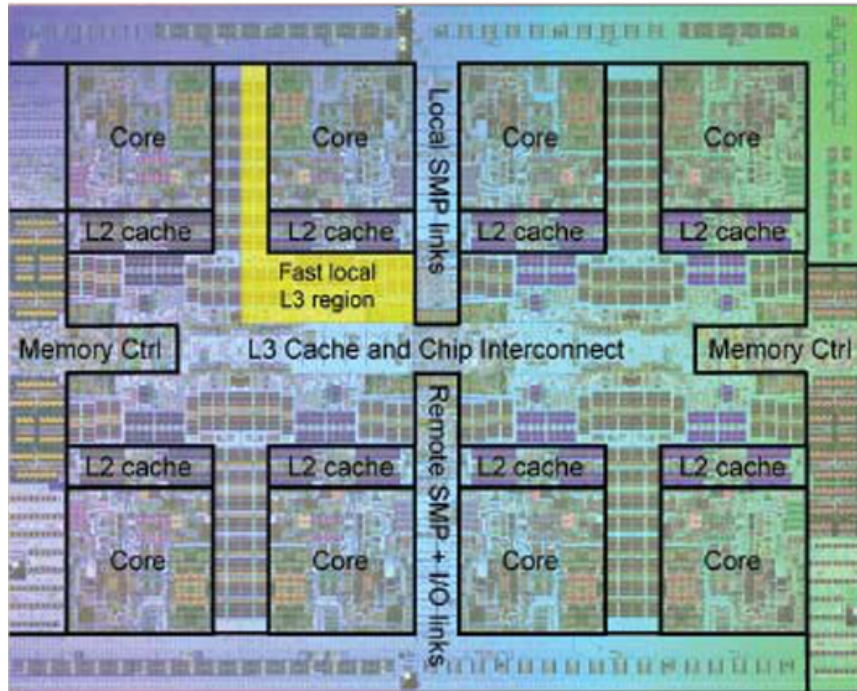 Core
Core
Core
Core
Local SMP links
L2 cache
L2 cache
L2 cache
L2 cache
Fast local
L3 region
Memory Ctrl
L3 Cache and Chip Interconnect
Memory Ctrl
Remote SMP + I/O links
L2 cache
L2 cache
L2 cache
L2 cache
Core
Core
Core
Core